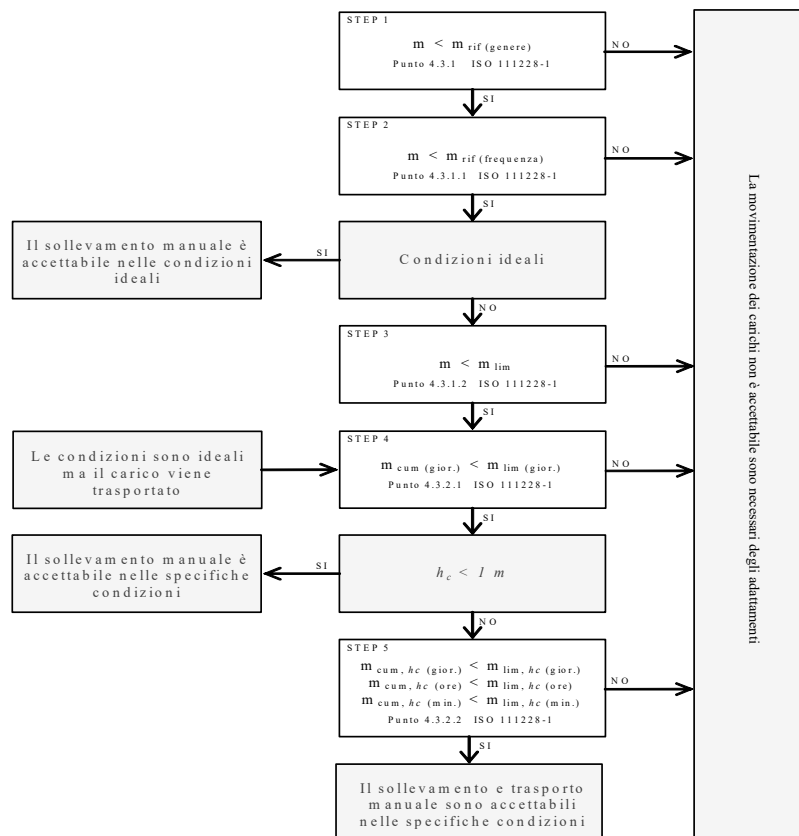 STEP 1
m < m rif (genere)
Punto 4.3.1 ISO 111228-1
NO
SI
STEP 2
m < m rif (frequenza)
Punto 4.3.1.1 ISO 111228-1
NO
SI
Il sollevamento manuale è
accettabile nelle condizioni
ideali
SI
Condizioni ideali
NO
STEP 3
m < m lim
Punto 4.3.1.2 ISO 111228-1
NO
SI
Le condizioni sono ideali
ma il carico viene
trasportato
STEP 4
m cum (gior.) < m lim (gior.)
Punto 4.3.2.1 ISO 111228-1
NO
SI
Il sollevamento manuale è
accettabile nelle specifiche
condizioni
SI
h c < 1 m
NO
STEP 5
m cum, hc (gior.) < m lim, hc (gior.)
m cum, hc (ore) < m lim, hc (ore)
m cum, hc (min.) < m lim, hc (min.)
Punto 4.3.2.2 ISO 111228-1
NO
SI
Il sollevamento e trasporto
manuale sono accettabili
nelle specifiche condizioni
La movimentazione dei carichi non è accettabile sono necessari degli adattamenti